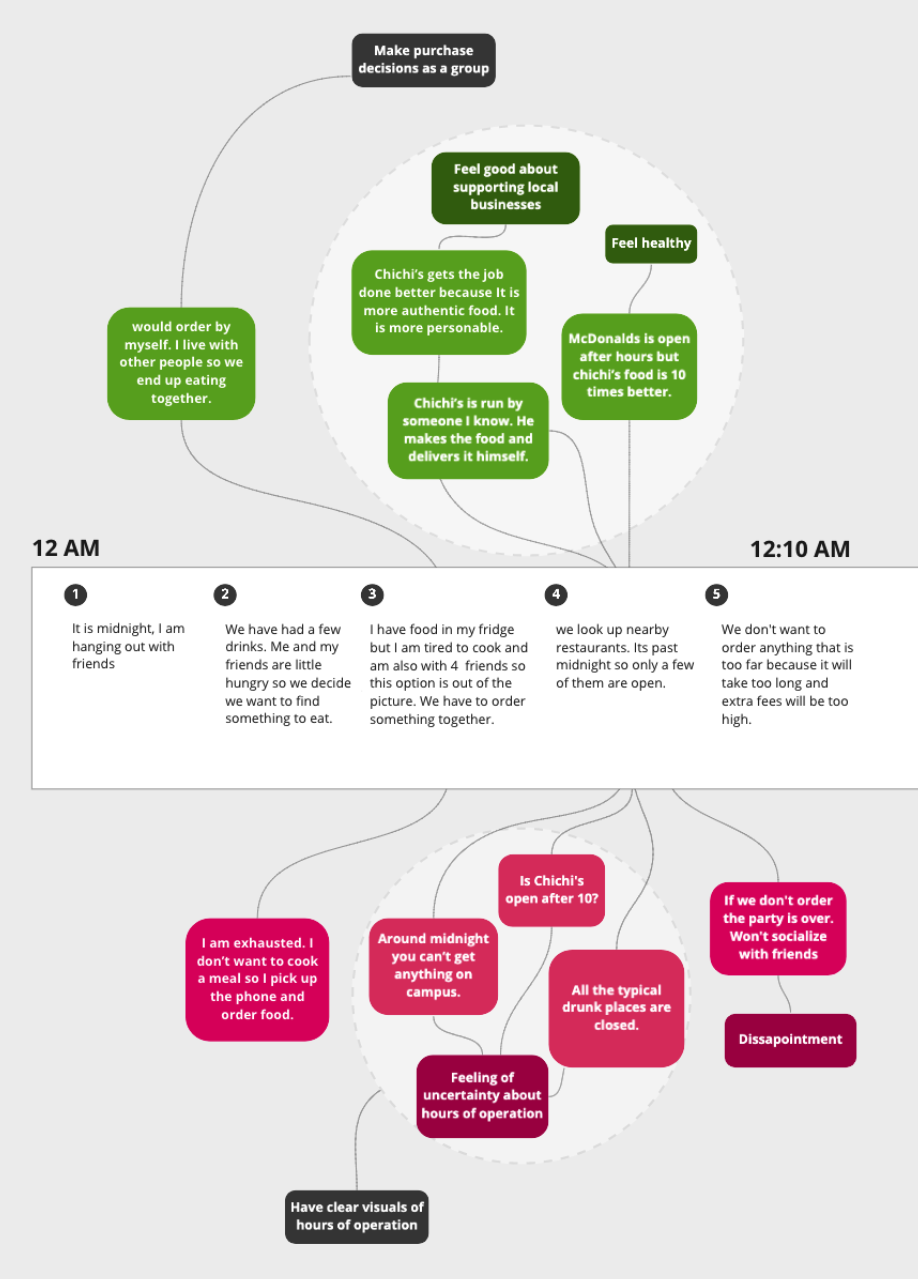 Make purchase
decisions as a group
Feel good about
supporting local
businesses
Feel healthy
Chichi's gets the job
done better because It is
more authentic food. It
is more personable.
would order by
myself. I live with
other people so we
end up eating
together.
McDonalds is open
after hours but
chichi's food is 10
times better.
Chichi's is run by
someone I know. He
makes the food and
delivers it himself.
12 AM
12:10 AM
1
It is midnight, I am
hanging out with
friends
2
We have had a few
drinks. Me and my
friends are little
hungry so we decide
we want to find
something to eat.
3
I have food in my fridge
but I am tired to cook and
am also with 4 friends so
this option is out of the
picture. We have to order
something together.
4
we look up nearby
restaurants. Its past
midnight so only a few
of them are open.
5
We don't want to
order anything that is
too far because it will
take too long and
extra fees will be too
high.
Is Chichi's
open after 10?
If we don't order
the party is over.
Won't socialize
with friends
I am exhausted. I
don't want to cook
a meal so I pick up
the phone and
order food.
Around midnight
you can't get
anything on
campus.
All the typical
drunk places are
closed.
Dissapointment
Feeling of
uncertainty about
hours of operation
Have clear visuals of
hours of operation